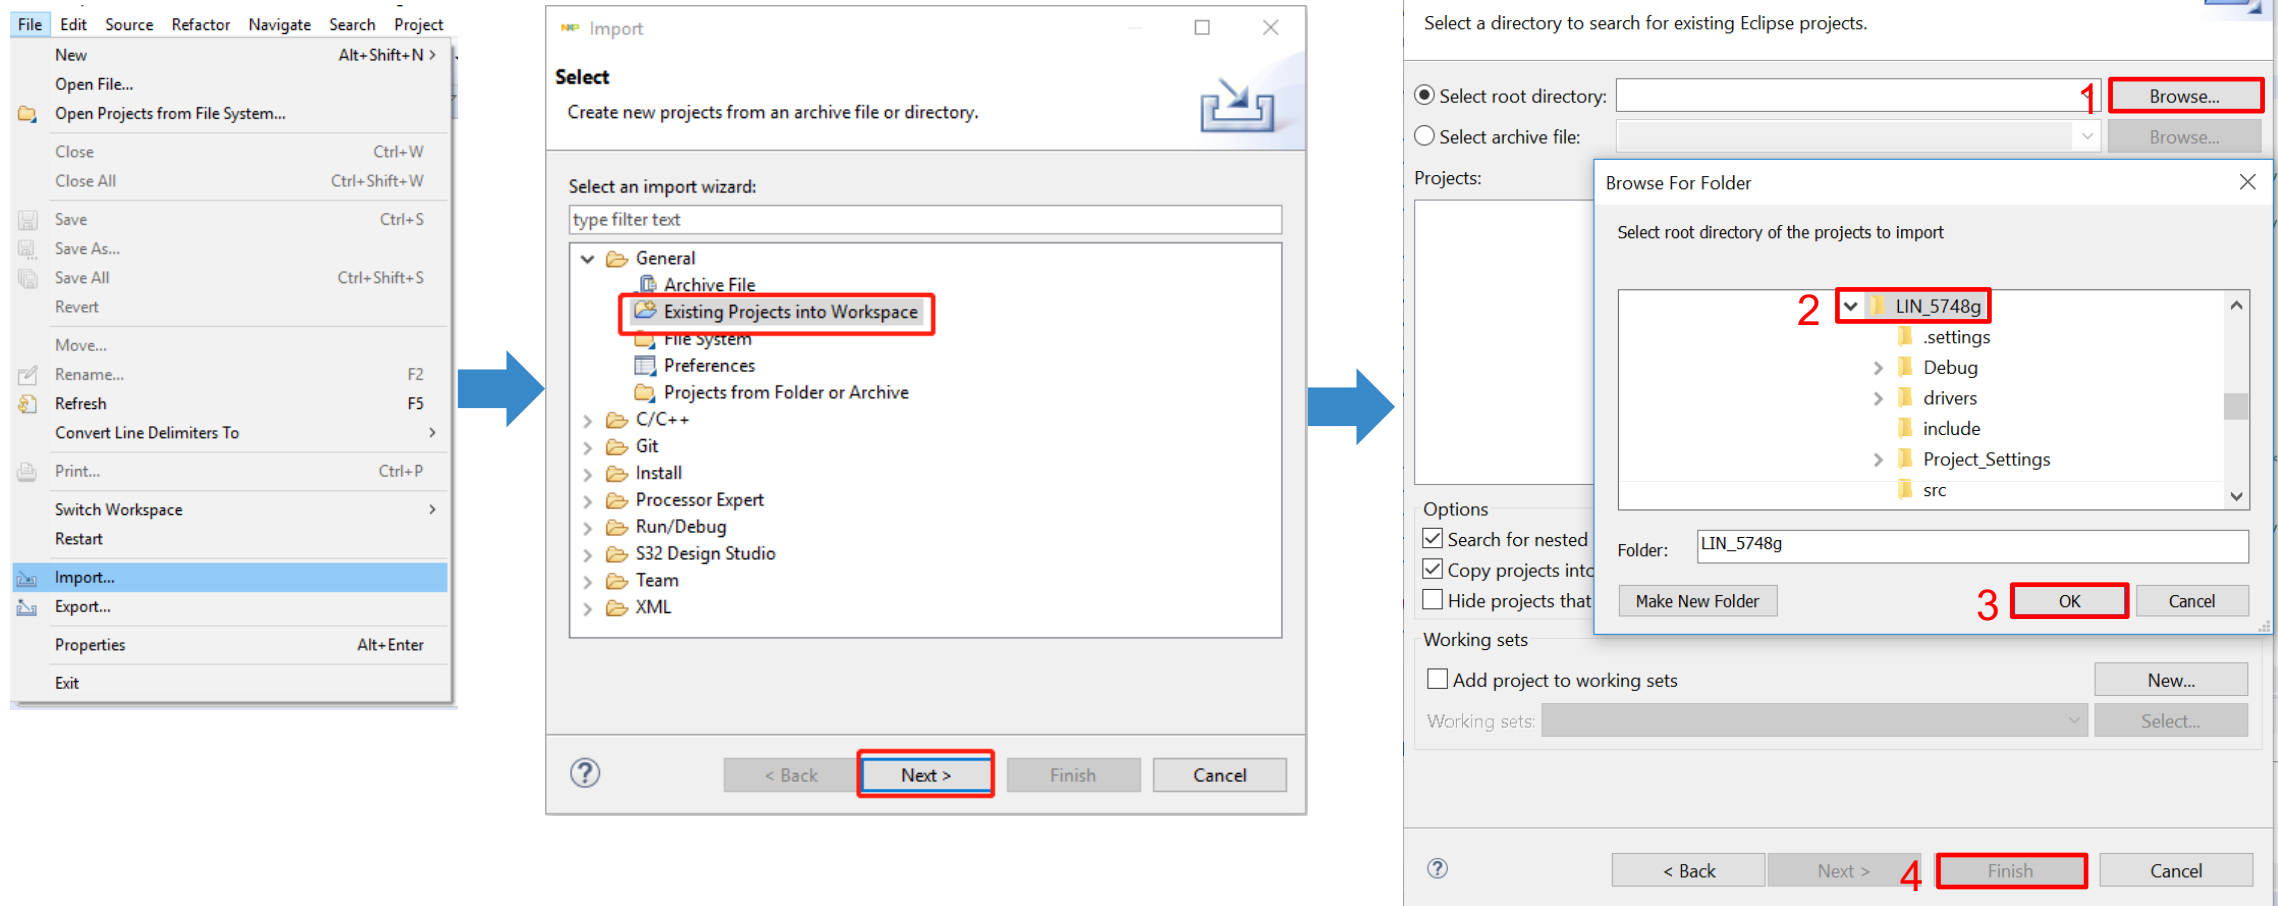 File Edit Source Refactor Navigate Search Project
New Alt+Shift+N >
Open File...
Open Projects from File System...
Close Ctrl+W
Close All Ctrl+Shift+W
Save Ctrl+S
Save As...
Save All Ctrl+Shift+S
Revert
Move...
Rename... F2
Refresh F5
Convert Line Delimiters To >
Print... Ctrl+P
Switch Workspace >
Restart
Import...
Export...
Properties Alt+Enter
Exit
Import
Select
Create new projects from an archive file or directory.
Select an import wizard:
type filter text
General
Archive File
Existing Projects into Workspace
File System
Preferences
Projects from Folder or Archive
C/C++
Git
Install
Processor Expert
Run/Debug
S32 Design Studio
Team
XML
< Back Next > Finish Cancel
Select a directory to search for existing Eclipse projects.
Select root directory: 1 Browse...
Select archive file: Browse...
Projects:
Browse For Folder
Select root directory of the projects to import
2 LIN_5748g
.settings
Debug
drivers
include
Project_Settings
src
Folder: LIN_5748g
Make New Folder 3 OK Cancel
Options
Search for nested
Copy projects into
Hide projects that
Working sets
Add project to working sets New...
Working sets: Select...
< Back Next > 4 Finish Cancel